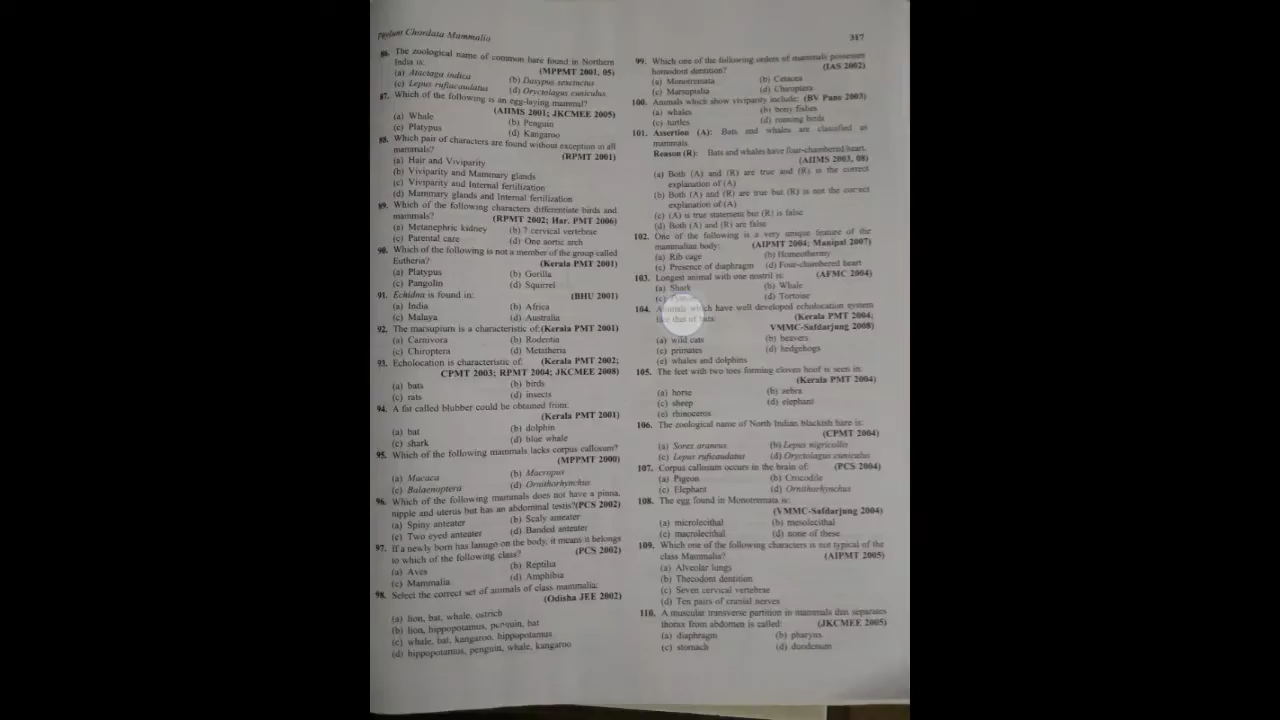 Phylum Chordata Mammalia
317
86. The zoological name of common hare found in Northern
India is: (MPPMT 2001, 05)
(a) Atactaga indica (b) Dasypus sexcinctus
(c) Lepus ruficaudatus (d) Oryctolagus cuniculus
87. Which of the following is an egg-laying mammal?
(AIIMS 2001; JKCMEE 2005)
(a) Whale (b) Penguin
(c) Platypus (d) Kangaroo
88. Which pair of characters are found without exception in all
mammals? (RPMT 2001)
(a) Hair and Viviparity
(b) Viviparity and Mammary glands
(c) Viviparity and Internal fertilization
(d) Mammary glands and Internal fertilization
89. Which of the following characters differentiate birds and
mammals? (RPMT 2002; Har. PMT 2006)
(a) Metanephric kidney (b) 7 cervical vertebrae
(c) Parental care (d) One aortic arch
90. Which of the following is not a member of the group called
Eutheria? (Kerala PMT 2001)
(a) Platypus (b) Gorilla
(c) Pangolin (d) Squirrel
91. Echidna is found in: (BHU 2001)
(a) India (b) Africa
(c) Malaya (d) Australia
92. The marsupium is a characteristic of:(Kerala PMT 2001)
(a) Carnivora (b) Rodentia
(c) Chiroptera (d) Metatheria
93. Echolocation is characteristic of: (Kerala PMT 2002;
CPMT 2003; RPMT 2004; JKCMEE 2008)
(a) bats (b) birds
(c) rats (d) insects
94. A fat called blubber could be obtained from:
(Kerala PMT 2001)
(a) bat (b) dolphin
(c) shark (d) blue whale
95. Which of the following mammals lacks corpus callosum?
(MPPMT 2000)
(a) Macaca (b) Macropus
(c) Balaenoptera (d) Ornithorhynchus
96. Which of the following mammals does not have a pinna,
nipple and uterus but has an abdominal testis?(PCS 2002)
(a) Spiny anteater (b) Scaly anteater
(c) Two eyed anteater (d) Banded anteater
97. If a newly born has lanugo on the body, it means it belongs
to which of the following class? (PCS 2002)
(a) Aves (b) Reptilia
(c) Mammalia (d) Amphibia
98. Select the correct set of animals of class mammalia:
(Odisha JEE 2002)
(a) lion, bat, whale, ostrich
(b) lion, hippopotamus, penguin, bat
(c) whale, bat, kangaroo, hippopotamus
(d) hippopotamus, penguin, whale, kangaroo
99. Which one of the following orders of mammals possesses
homodont dentition? (IAS 2002)
(a) Monotremata (b) Cetacea
(c) Marsupialia (d) Chiroptera
100. Animals which show viviparity include: (BV Pune 2003)
(a) whales (b) bony fishes
(c) turtles (d) running birds
101. Assertion (A): Bats and whales are classified as
mammals.
Reason (R): Bats and whales have four-chambered heart.
(AIIMS 2003, 08)
(a) Both (A) and (R) are true and (R) is the correct
explanation of (A)
(b) Both (A) and (R) are true but (R) is not the correct
explanation of (A)
(c) (A) is true statement but (R) is false
(d) Both (A) and (R) are false
102. One of the following is a very unique feature of the
mammalian body: (AIPMT 2004; Manipal 2007)
(a) Rib cage (b) Homeothermy
(c) Presence of diaphragm (d) Four-chambered heart
103. Longest animal with one nostril is: (AFMC 2004)
(a) Shark (b) Whale
(c) (d) Tortoise
104. Animals which have well developed echolocation system
like that of bats: (Kerala PMT 2004;
VMMC-Safdarjung 2008)
(a) wild cats (b) beavers
(c) primates (d) hedgehogs
(e) whales and dolphins
105. The feet with two toes forming cloven hoof is seen in:
(Kerala PMT 2004)
(a) horse (b) zebra
(c) sheep (d) elephant
(e) rhinoceros
106. The zoological name of North Indian blackish hare is:
(CPMT 2004)
(a) Sorex araneus (b) Lepus nigricollis
(c) Lepus ruficaudatus (d) Oryctolagus cuniculus
107. Corpus callosum occurs in the brain of: (PCS 2004)
(a) Pigeon (b) Crocodile
(c) Elephant (d) Ornithorhynchus
108. The egg found in Monotremata is:
(VMMC-Safdarjung 2004)
(a) microlecithal (b) mesolecithal
(c) macrolecithal (d) none of these
109. Which one of the following characters is not typical of the
class Mammalia? (AIPMT 2005)
(a) Alveolar lungs
(b) Thecodont dentition
(c) Seven cervical vertebrae
(d) Ten pairs of cranial nerves
110. A muscular transverse partition in mammals that separates
thorax from abdomen is called: (JKCMEE 2005)
(a) diaphragm (b) pharynx
(c) stomach (d) duodenum